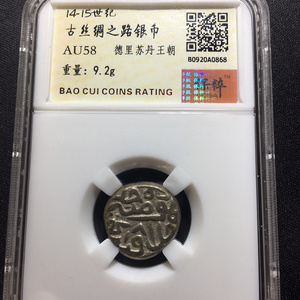 14-15世纪
古丝绸之路银币
AU58 德里苏丹王朝
重量: 9.2g
BAO CUI COINS RATING
80920A0868